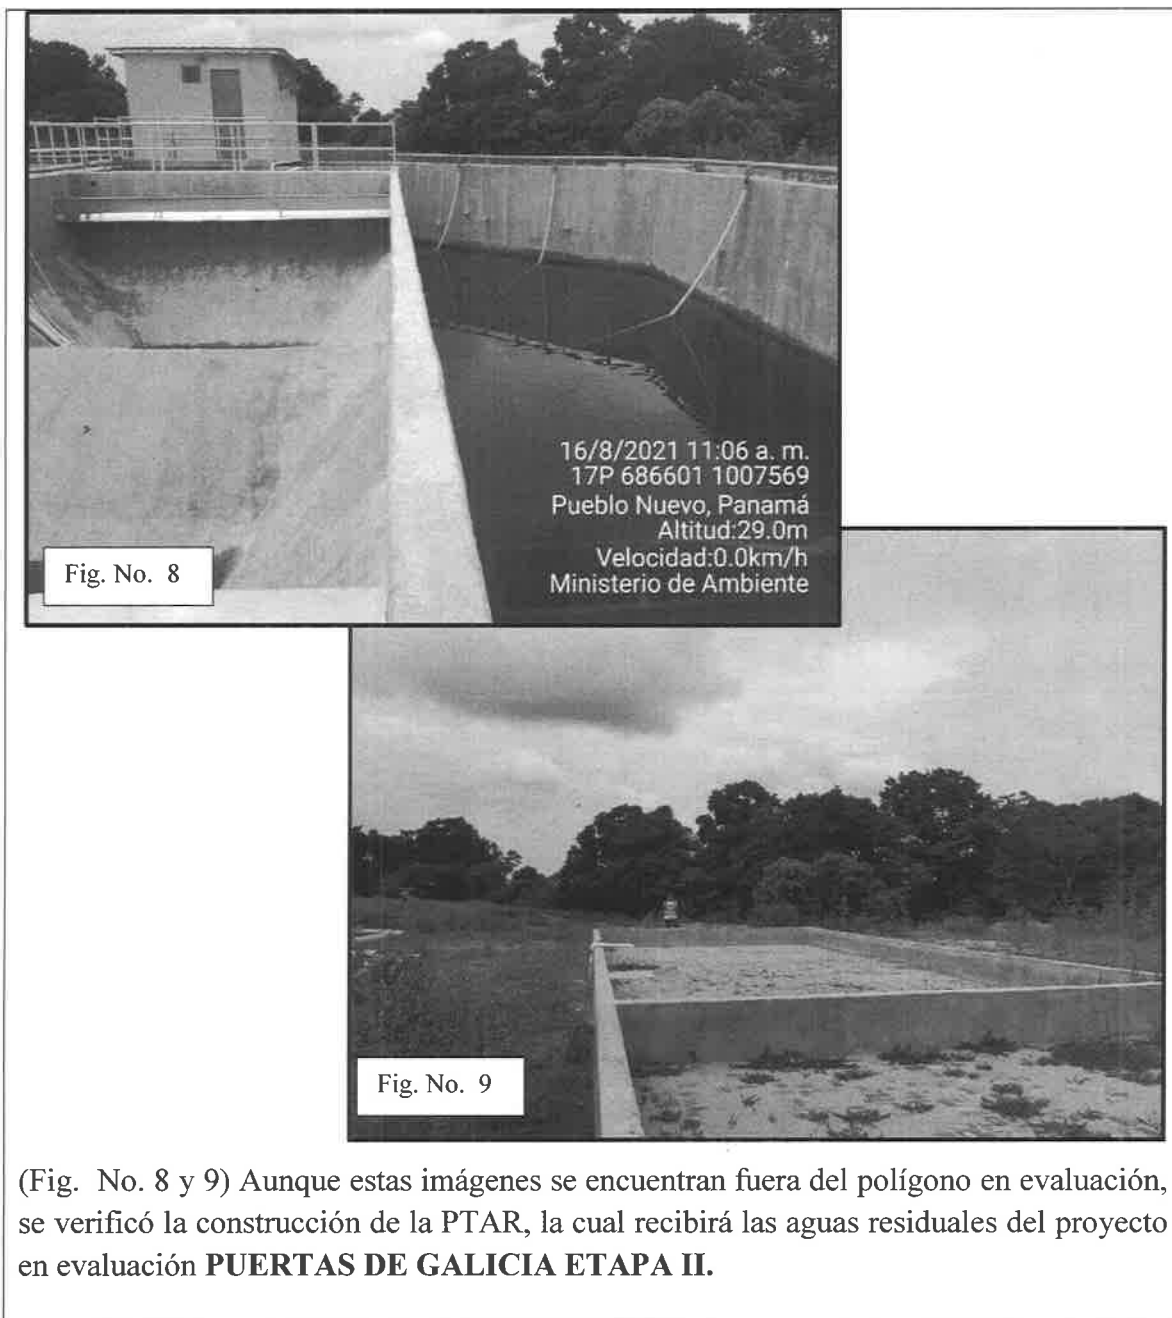 16/8/2021 11:06 a. m.
17P 686601 1007569
Pueblo Nuevo, Panamá
Altitud:29.0m
Velocidad:0.0km/h
Ministerio de Ambiente
Fig. No. 8
Fig. No. 9
(Fig. No. 8 y 9) Aunque estas imágenes se encuentran fuera del polígono en evaluación,
se verificó la construcción de la PTAR, la cual recibirá las aguas residuales del proyecto
en evaluación PUERTAS DE GALICIA ETAPA II.